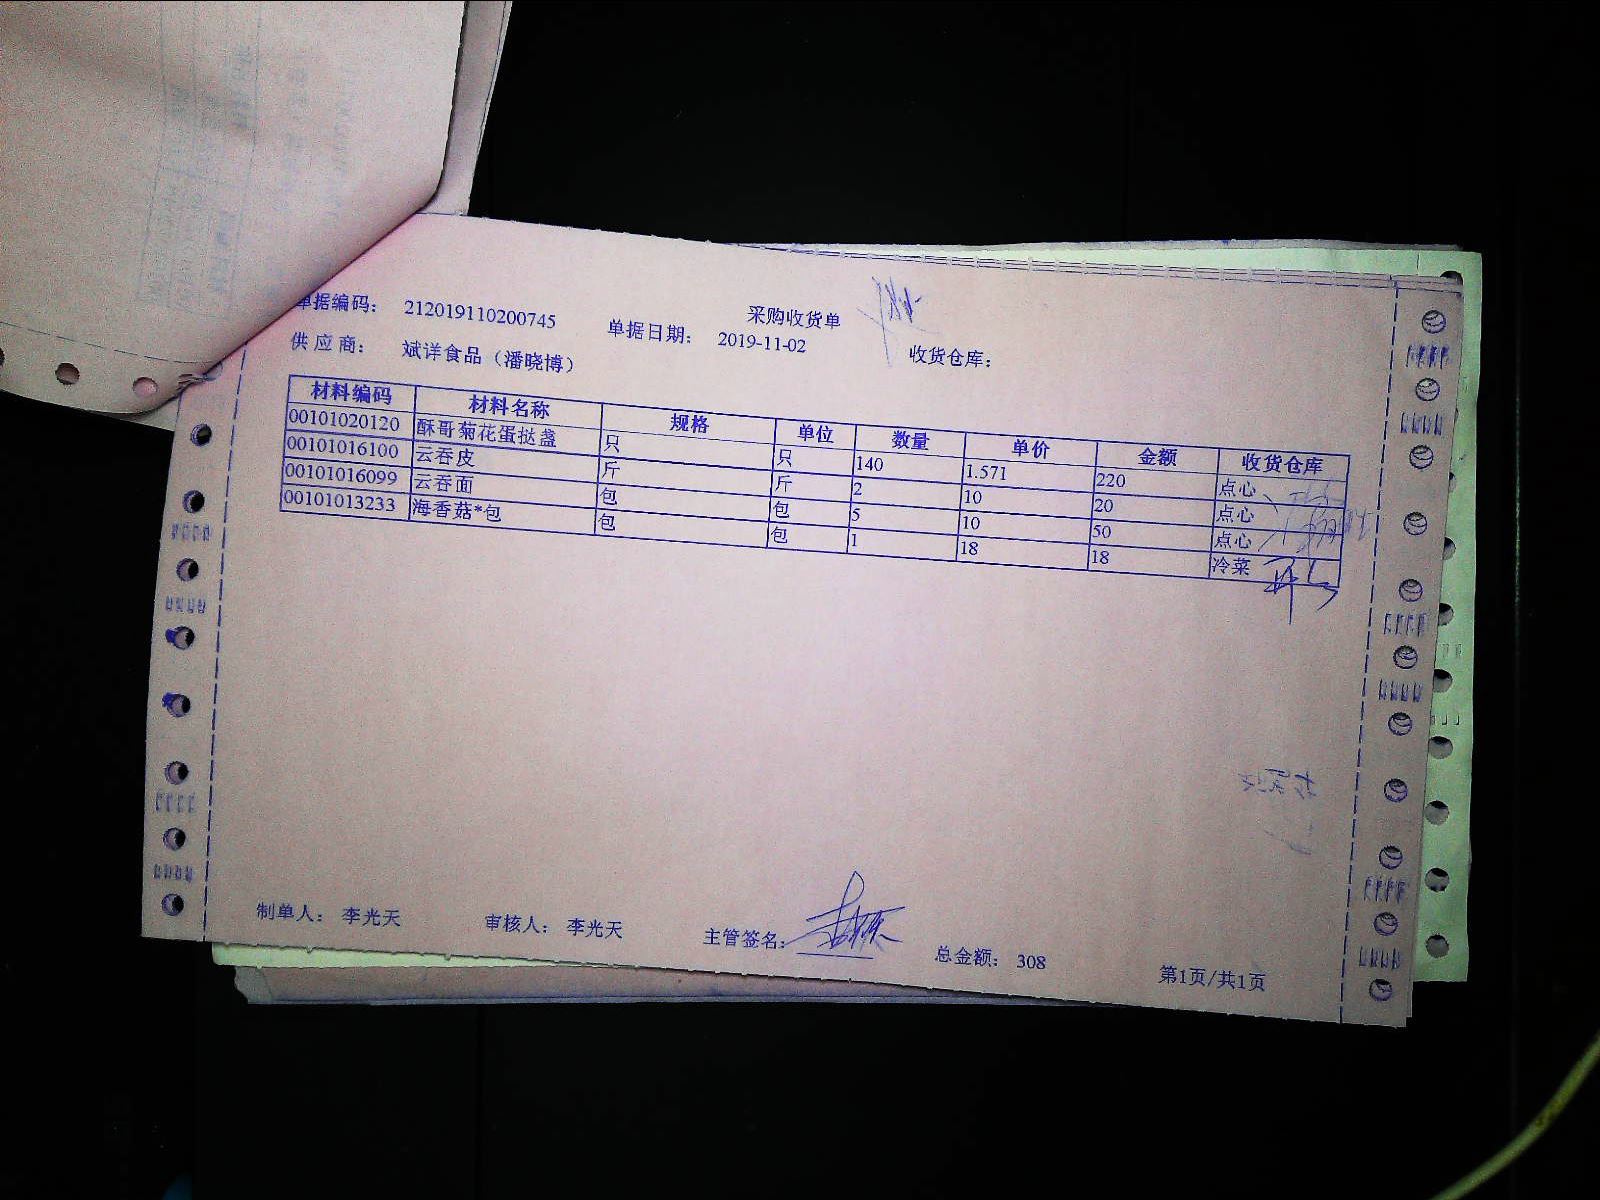 采购收货单
单据编码： 212019110200745 单据日期： 2019-11-02 收货仓库：
供应商： 斌详食品（潘晓博）
材料编码 材料名称 规格 单位 数量 单价 金额 收货仓库
00101020120 酥哥菊花蛋挞盏 只 只 140 1.571 220 点心
00101016100 云吞皮 斤 斤 2 10 20 点心
00101016099 云吞面 包 包 5 10 50 点心
00101013233 海香菇*包 包 包 1 18 18 冷菜
制单人： 李光天 审核人： 李光天 主管签名： 总金额： 308 第1页/共1页